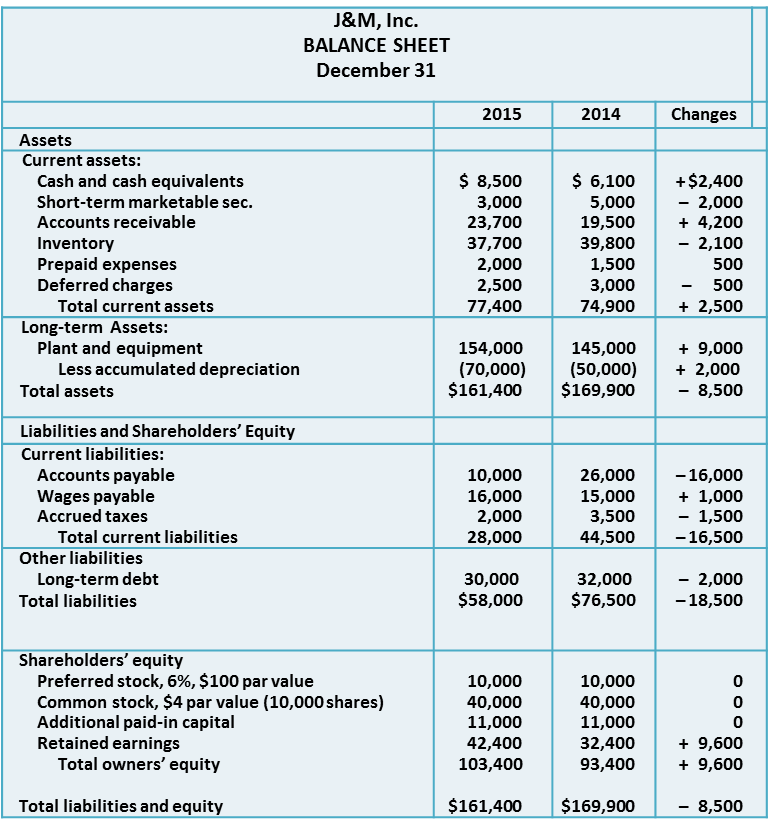 J&M, Inc.
BALANCE SHEET
December 31
2015 2014 Changes
Assets
Current assets:
Cash and cash equivalents $ 8,500 $ 6,100 +$2,400
Short-term marketable sec. 3,000 5,000 – 2,000
Accounts receivable 23,700 19,500 + 4,200
Inventory 37,700 39,800 – 2,100
Prepaid expenses 2,000 1,500 500
Deferred charges 2,500 3,000 – 500
Total current assets 77,400 74,900 + 2,500
Long-term Assets:
Plant and equipment 154,000 145,000 + 9,000
Less accumulated depreciation (70,000) (50,000) + 2,000
Total assets $161,400 $169,900 – 8,500
Liabilities and Shareholders’ Equity
Current liabilities:
Accounts payable 10,000 26,000 –16,000
Wages payable 16,000 15,000 + 1,000
Accrued taxes 2,000 3,500 – 1,500
Total current liabilities 28,000 44,500 –16,500
Other liabilities
Long-term debt 30,000 32,000 – 2,000
Total liabilities $58,000 $76,500 –18,500
Shareholders’ equity
Preferred stock, 6%, $100 par value 10,000 10,000 0
Common stock, $4 par value (10,000 shares) 40,000 40,000 0
Additional paid-in capital 11,000 11,000 0
Retained earnings 42,400 32,400 + 9,600
Total owners’ equity 103,400 93,400 + 9,600
Total liabilities and equity $161,400 $169,900 – 8,500